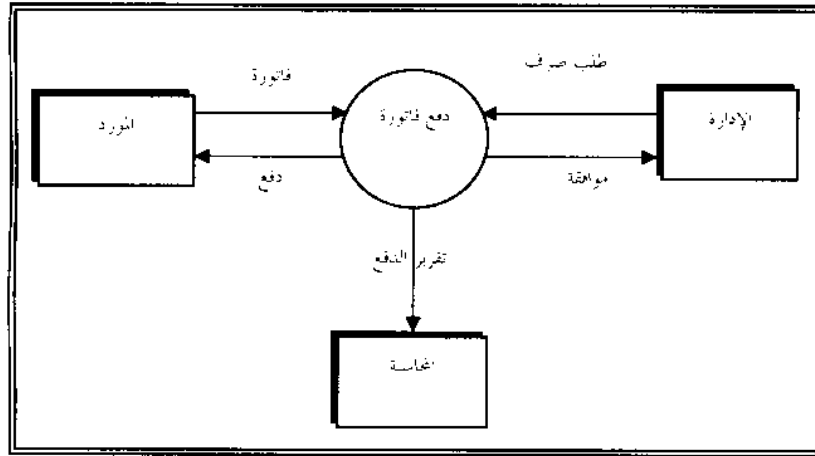 طلب صرف
فاتورة
الإدارة
دفع فاتورة
المورد
موافقة
دفع
تقرير الدفع
المحاسبة